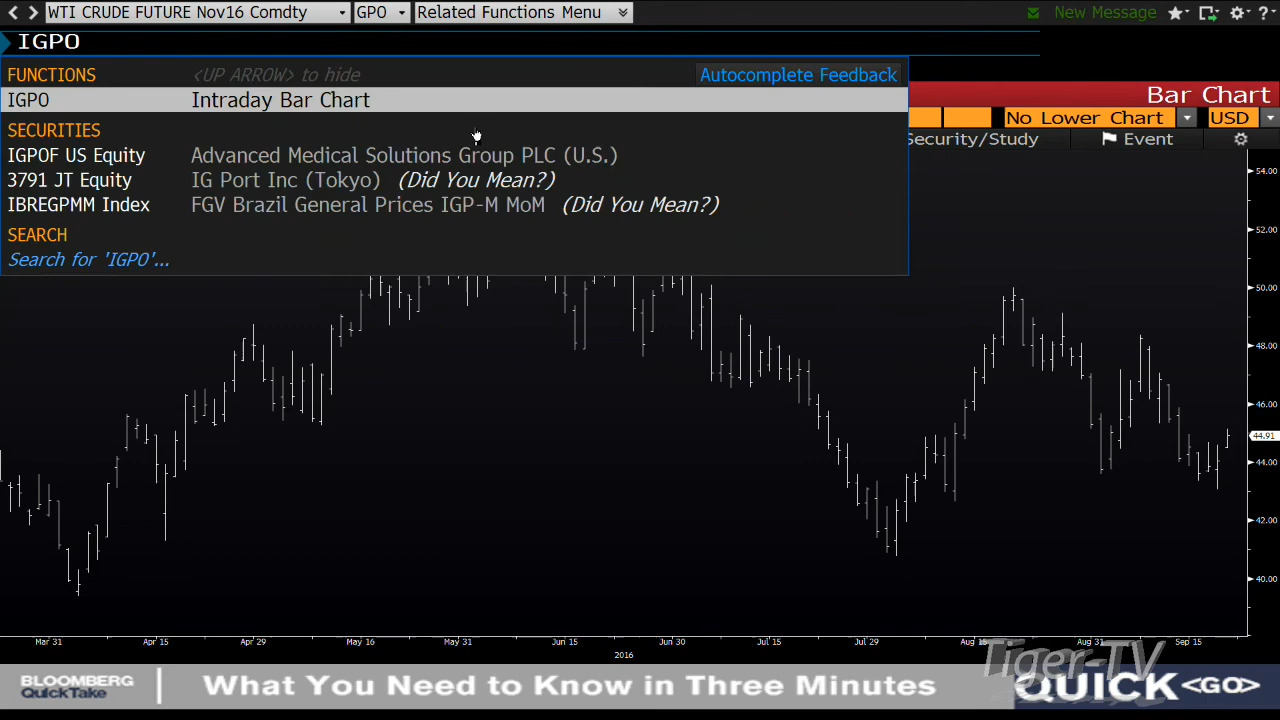 WTI CRUDE FUTURE Nov16 Comdty GPO Related Functions Menu New Message
IGPO
FUNCTIONS <UP ARROW> to hide Autocomplete Feedback
IGPO Intraday Bar Chart
Bar Chart
No Lower Chart USD
SECURITIES
Security/Study Event
IGPOF US Equity Advanced Medical Solutions Group PLC (U.S.)
3791 JT Equity IG Port Inc (Tokyo) (Did You Mean?)
IBREGPMM Index FGV Brazil General Prices IGP-M MoM (Did You Mean?)
SEARCH
Search for 'IGPO'...
54.00
52.00
50.00
48.00
46.00
44.91
44.00
42.00
40.00
Mar 31 Apr 15 Apr 29 May 16 May 31 Jun 15 Jun 30 Jul 15 Jul 29 Aug 15 Aug 31 Sep 15
2016
Tiger-TV
BLOOMBERG
QuickTake
What You Need to Know in Three Minutes
QUICK <GO>